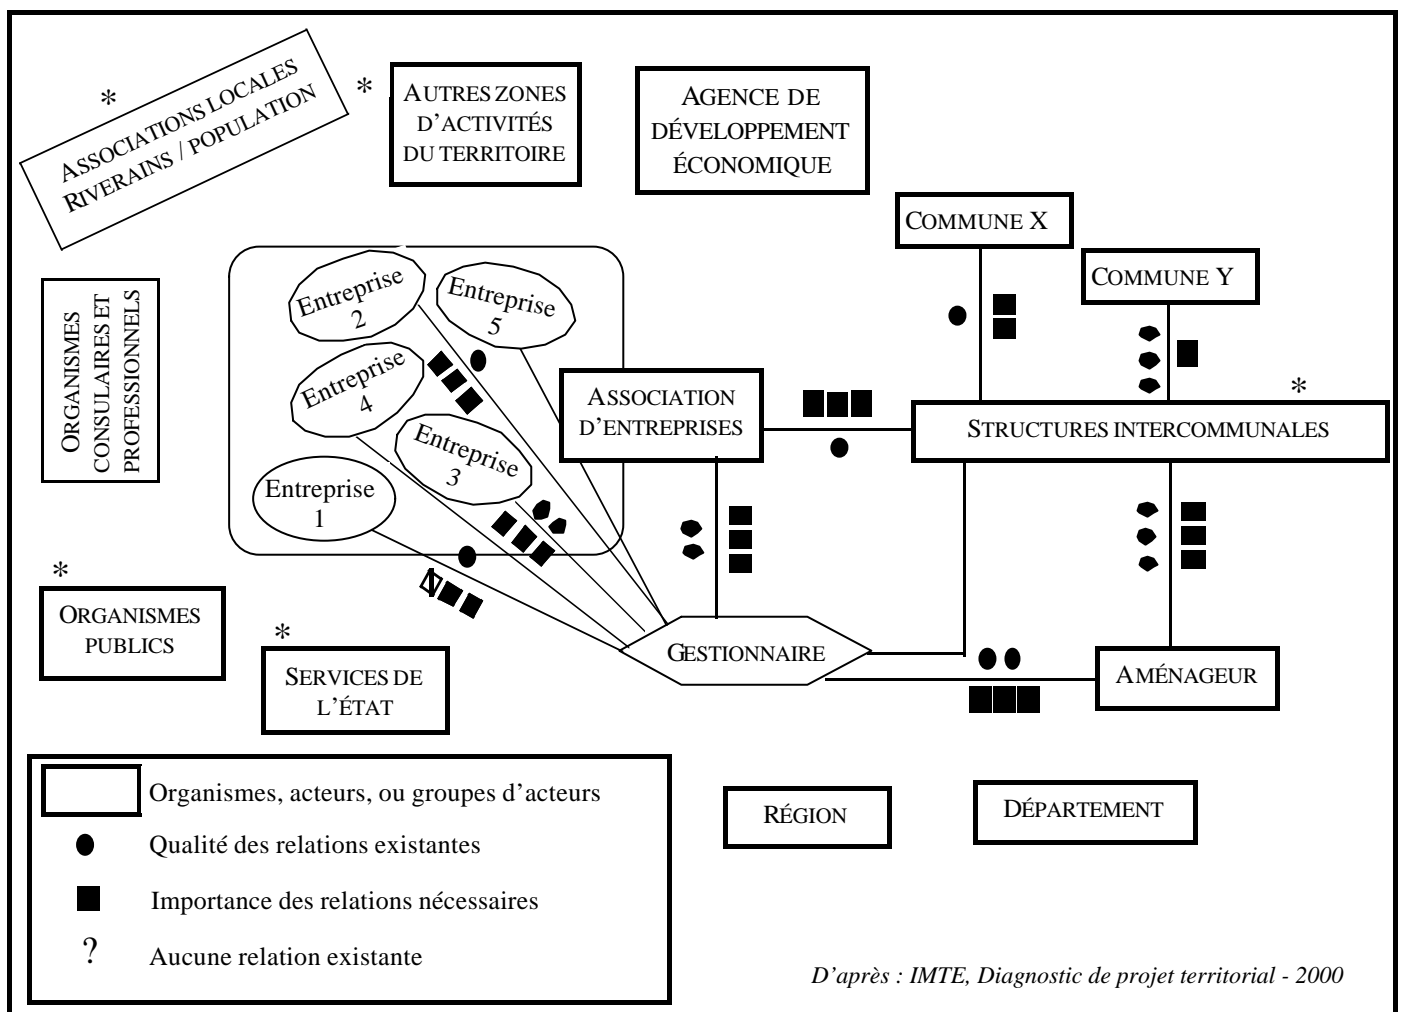 *
ASSOCIATIONS LOCALES
RIVERAINS / POPULATION
*
AUTRES ZONES
D’ACTIVITÉS
DU TERRITOIRE
AGENCE DE
DÉVELOPPEMENT
ÉCONOMIQUE
COMMUNE X
COMMUNE Y
ORGANISMES
CONSULAIRES ET
PROFESSIONNELS
Entreprise
2
Entreprise
5
Entreprise
4
Entreprise
3
Entreprise
1
ASSOCIATION
D’ENTREPRISES
*
STRUCTURES INTERCOMMUNALES
*
ORGANISMES
PUBLICS
*
SERVICES DE
L’ÉTAT
GESTIONNAIRE
AMÉNAGEUR
RÉGION
DÉPARTEMENT
Organismes, acteurs, ou groupes d’acteurs
Qualité des relations existantes
Importance des relations nécessaires
? Aucune relation existante
D’après : IMTE, Diagnostic de projet territorial - 2000